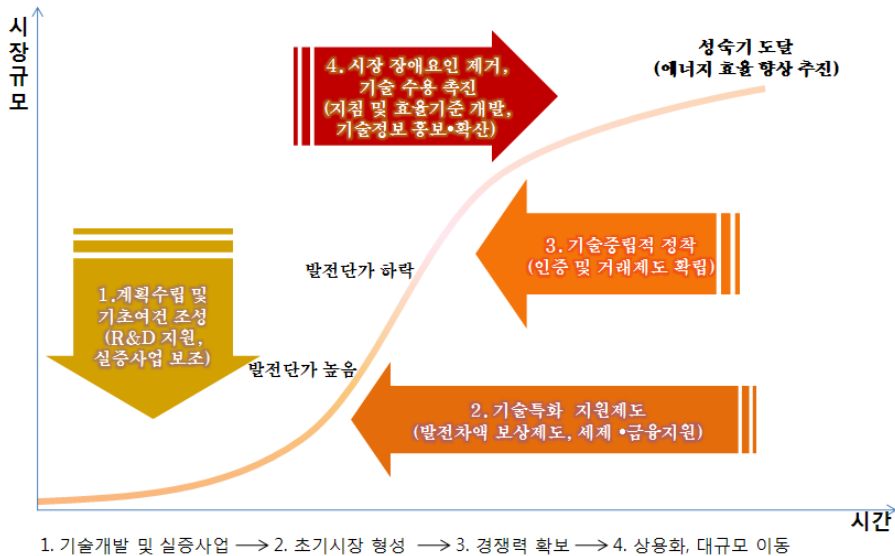 시장규모
4. 시장 장애요인 제거,
기술 수용 촉진
(지침 및 효율기준 개발,
기술정보 홍보•확산)
성숙기 도달
(에너지 효율 향상 추진)
3. 기술중립적 정착
(인증 및 거래제도 확립)
발전단가 하락
1.계획수립 및
기초여건 조성
(R&D 지원,
실증사업 보조)
발전단가 높음
2. 기술특화 지원제도
(발전차액 보상제도, 세제 •금융지원)
시간
1. 기술개발 및 실증사업 → 2. 초기시장 형성 → 3. 경쟁력 확보 → 4. 상용화, 대규모 이동